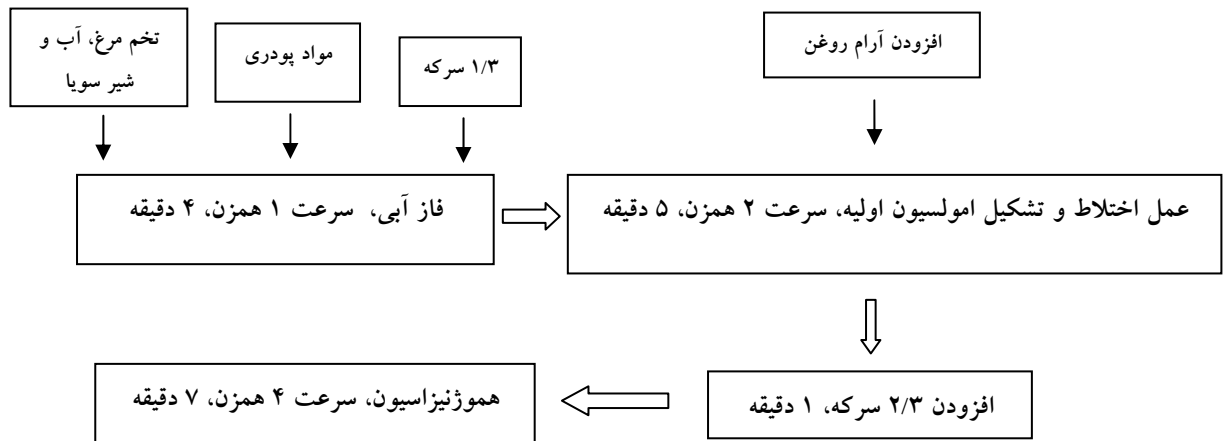 تخم مرغ، آب و
شیر سویا
مواد پودری
۱/۳ سرکه
افزودن آرام روغن
فاز آبی، سرعت ۱ همزن، ۴ دقیقه
عمل اختلاط و تشکیل امولسیون اولیه، سرعت ۲ همزن، ۵ دقیقه
افزودن ۲/۳ سرکه، ۱ دقیقه
هموژنیزاسیون، سرعت ۴ همزن، ۷ دقیقه